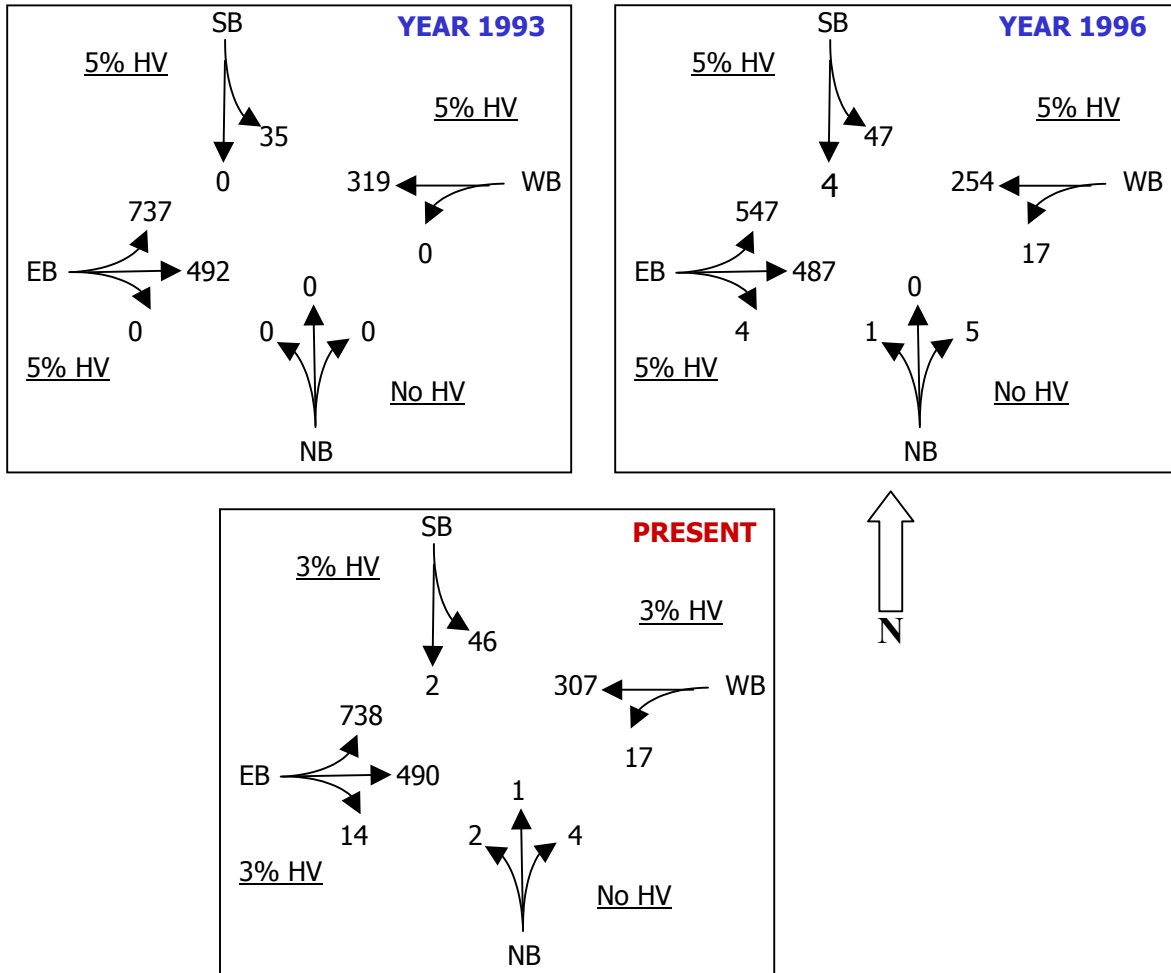 SB
YEAR 1993
5% HV
5% HV
35
0
319
WB
737
0
EB
492
0
0
0
0
5% HV
No HV
NB
SB
YEAR 1996
5% HV
5% HV
47
4
254
WB
547
17
EB
487
0
4
1
5
5% HV
No HV
NB
SB
PRESENT
3% HV
3% HV
46
2
307
WB
738
17
EB
490
1
14
2
4
3% HV
No HV
NB
N